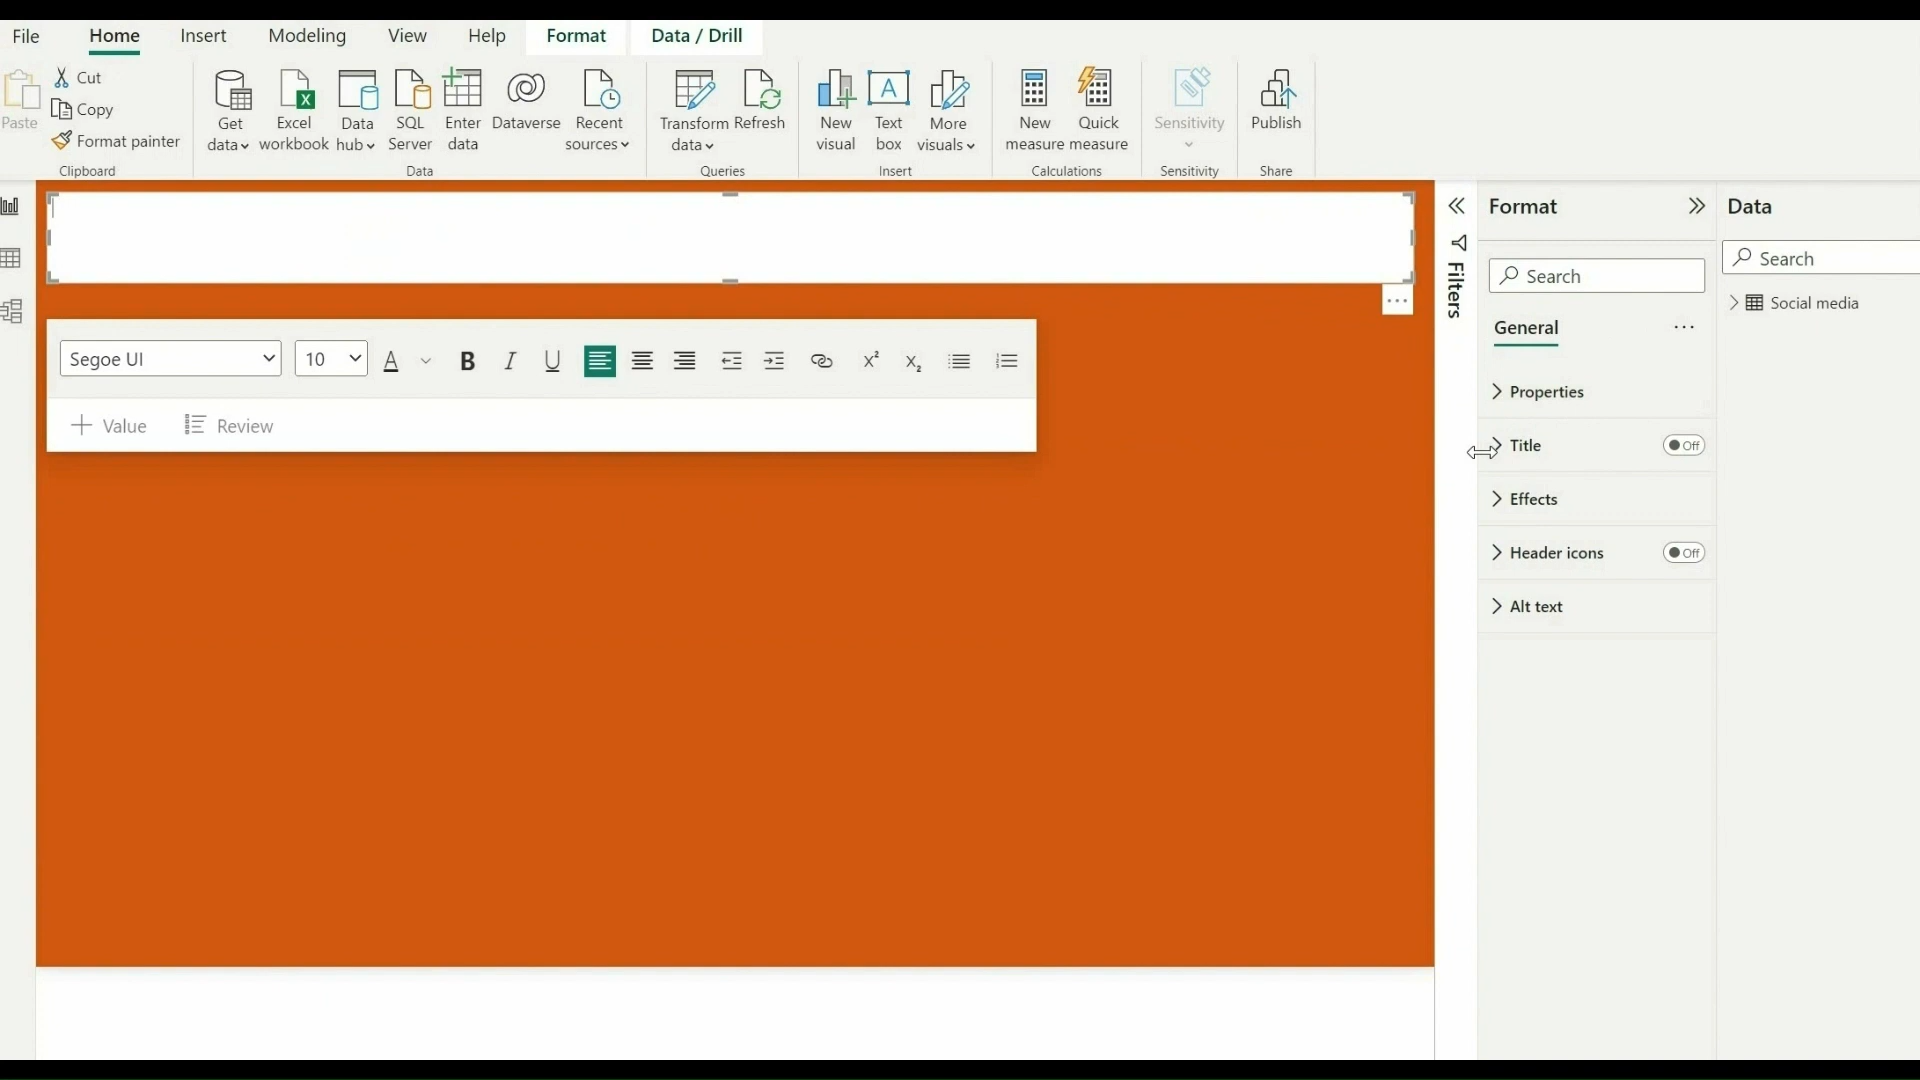 File Home Insert Modeling View Help Format Data / Drill
Paste
Cut
Copy
Format painter
Clipboard
Get data
Excel workbook
Data hub
SQL Server
Enter data
Dataverse
Recent sources
Data
Transform data
Refresh
Queries
New visual
A
Text box
More visuals
Insert
New measure
Quick measure
Calculations
Sensitivity
Sensitivity
Publish
Share
Segoe UI 10 A B I U x² x₂
Value Review
Filters
Format
Search
General
Properties
Title Off
Effects
Header icons Off
Alt text
Data
Search
Social media